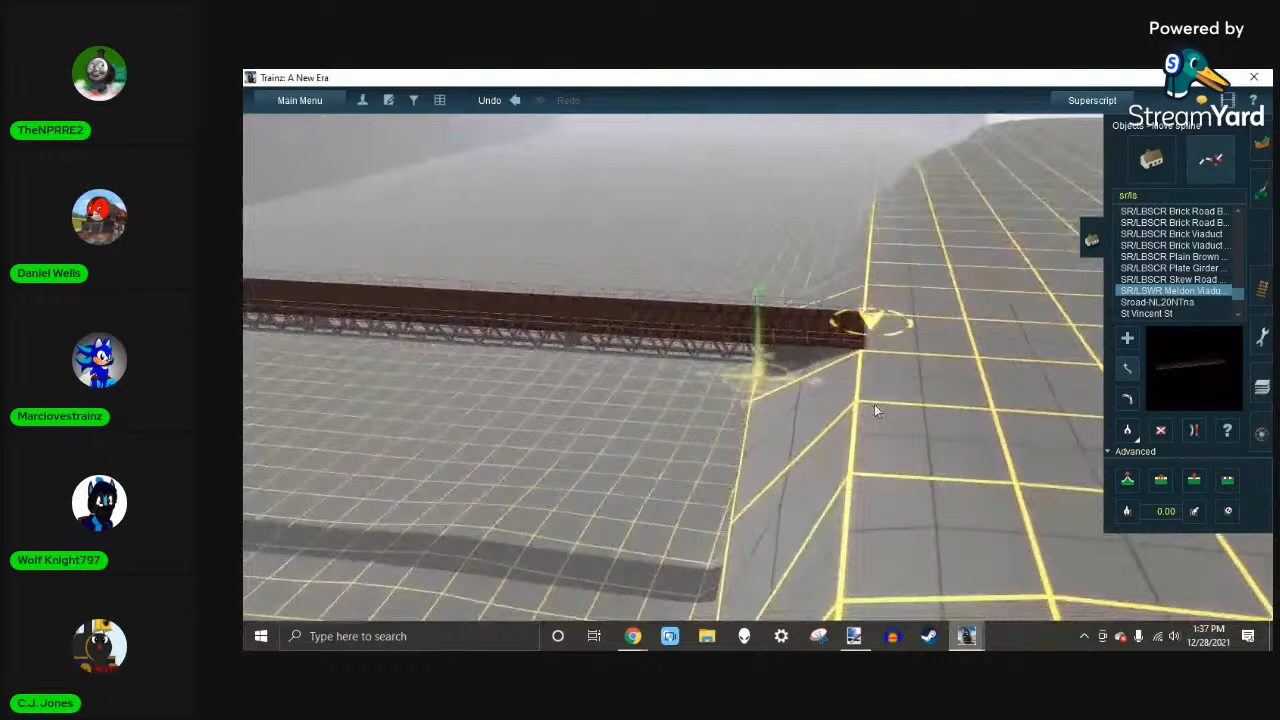 Powered by
StreamYard
TheNPRRE2
Daniel Wells
Marclovestrainz
Wolf Knight797
C.J. Jones
Trainz: A New Era
Main Menu
Undo
Redo
Superscript
?
Objects - Move Spline
sr/ls
SR/LBSCR Brick Road B...
SR/LBSCR Brick Road B...
SR/LBSCR Brick Viaduct
SR/LBSCR Brick Viaduct ...
SR/LBSCR Plain Brown ...
SR/LBSCR Plate Girder ...
SR/LBSCR Skew Road ...
SR/LSWR Meldon Viadu...
Sroad-NL20NTna
St Vincent St
?
Advanced
0.00
Type here to search
1:37 PM
12/28/2021